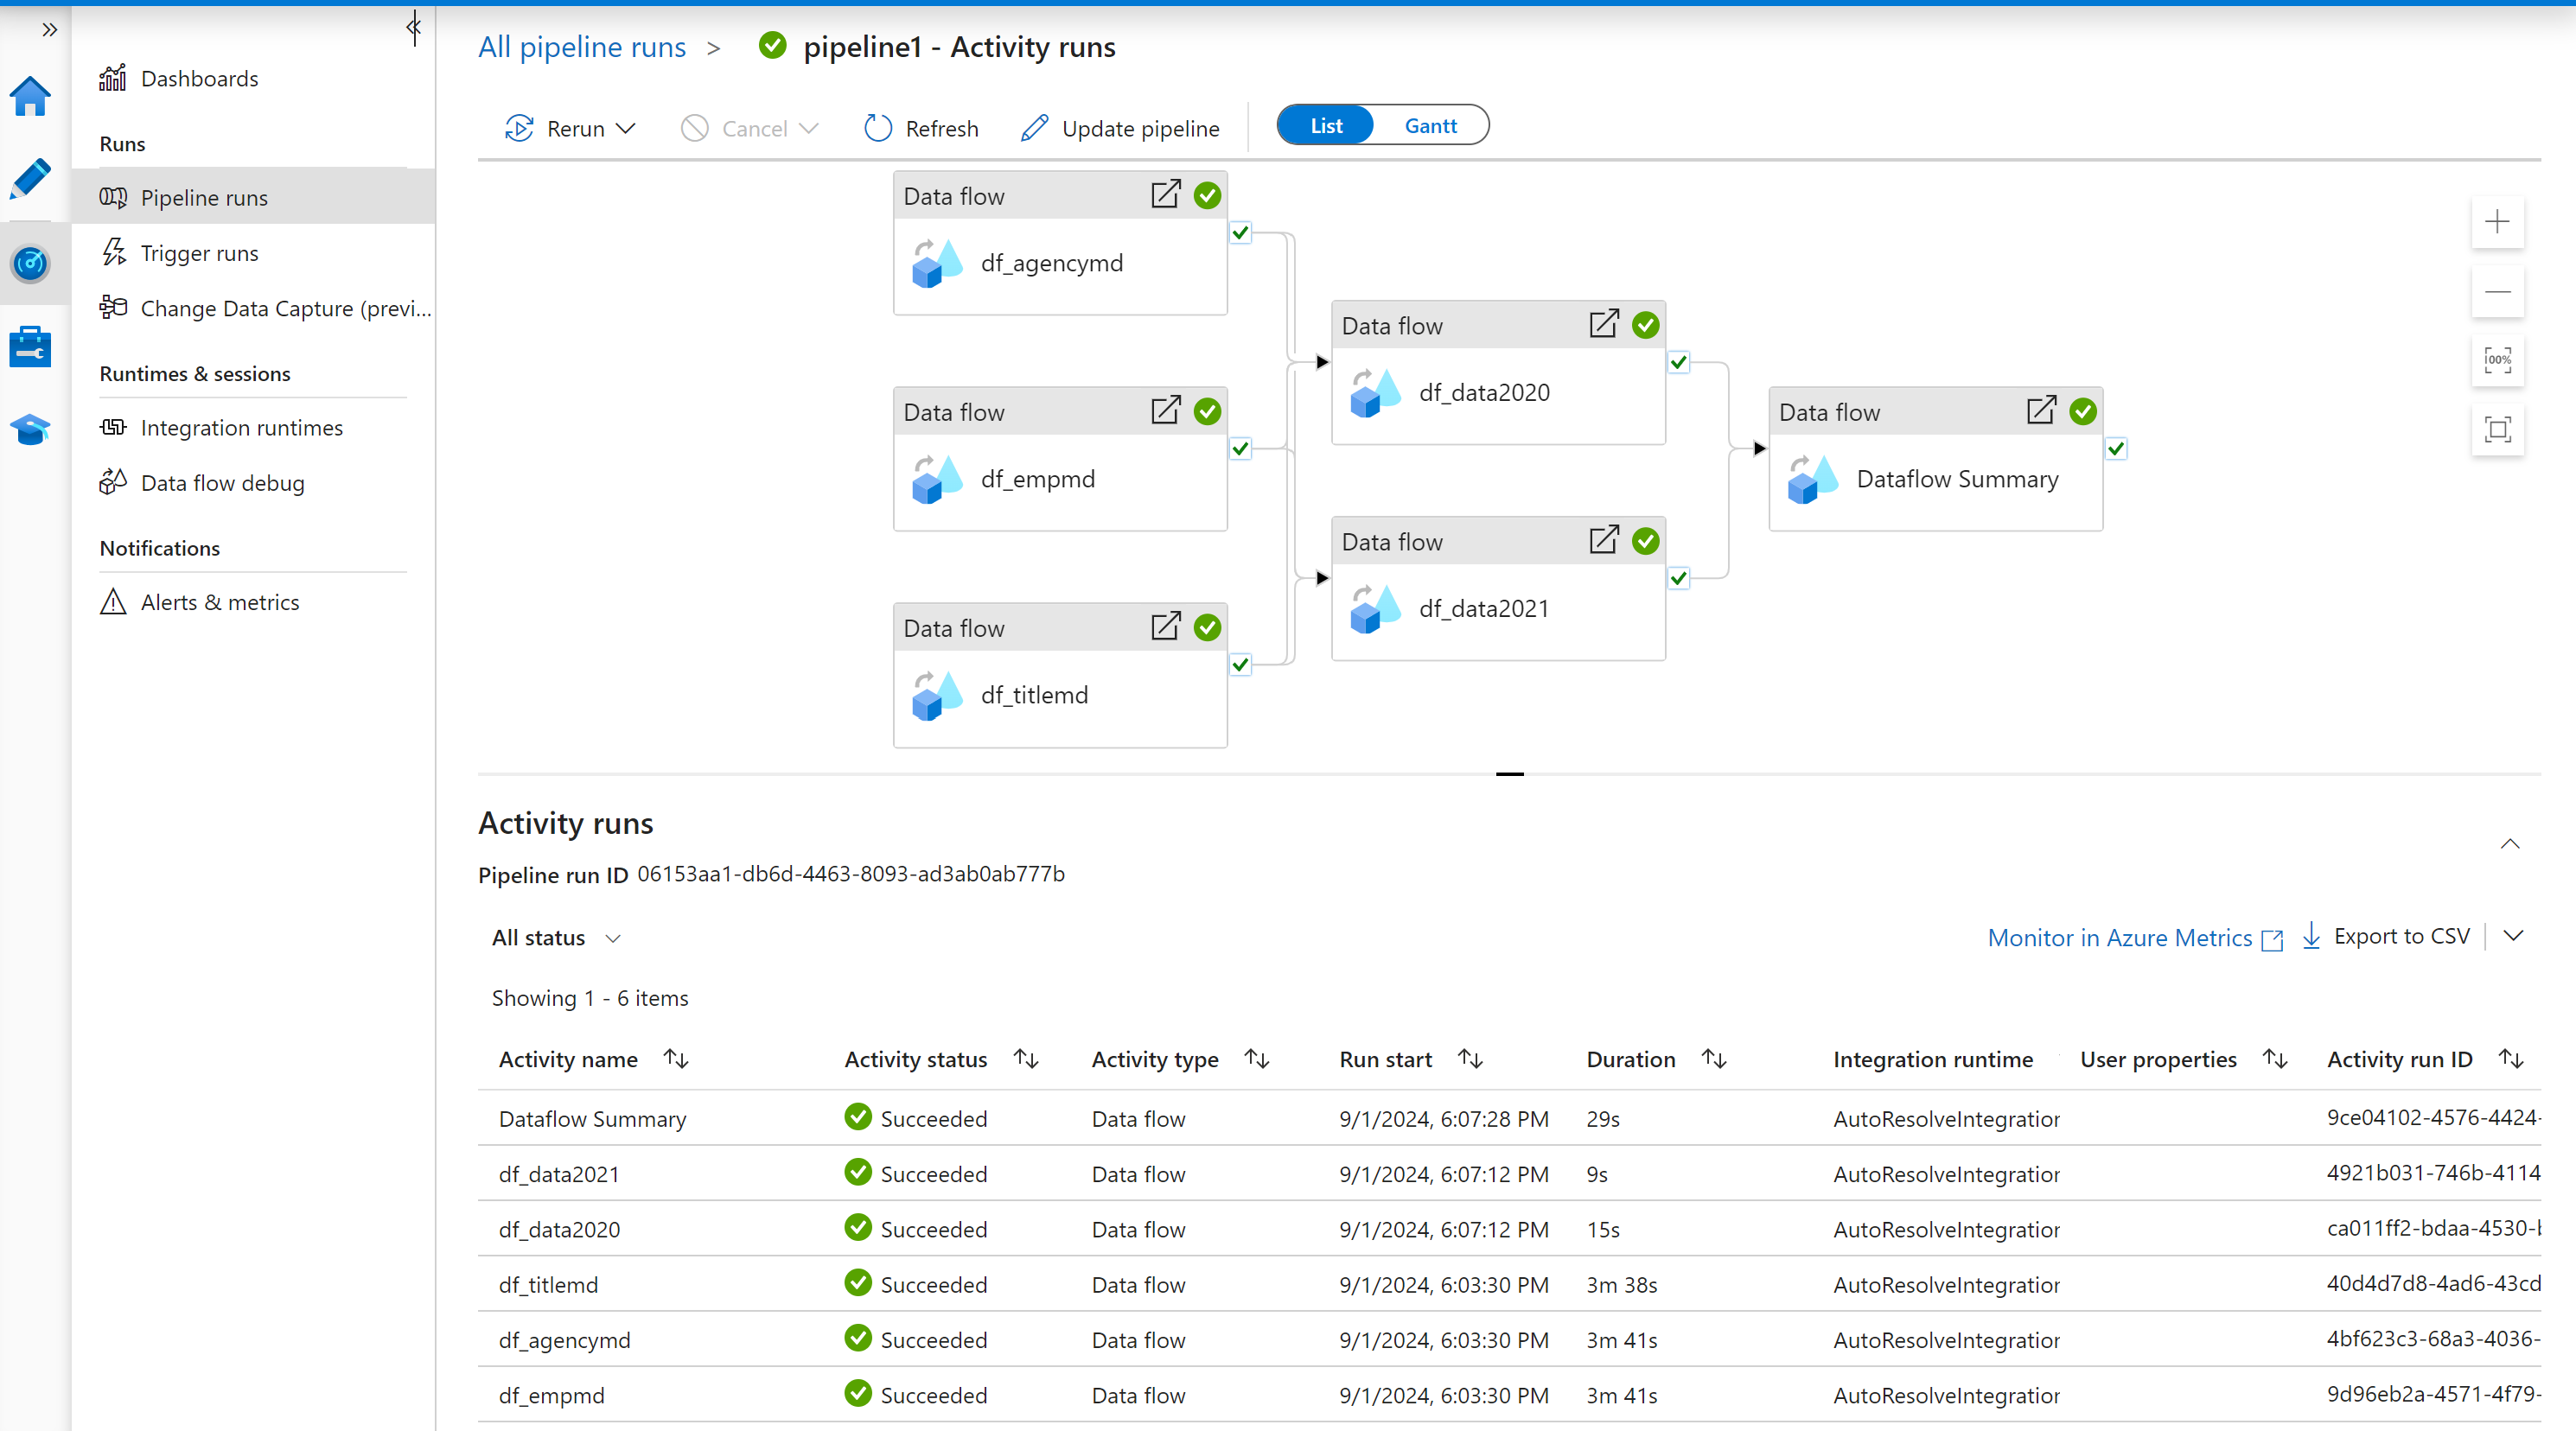 All pipeline runs > pipeline1 - Activity runs
Dashboards
Runs
Pipeline runs
Trigger runs
Change Data Capture (previ...
Runtimes & sessions
Integration runtimes
Data flow debug
Notifications
Alerts & metrics
Rerun Cancel Refresh Update pipeline List Gantt
Data flow
df_agencymd
Data flow
df_empmd
Data flow
df_titlemd
Data flow
df_data2020
Data flow
df_data2021
Data flow
Dataflow Summary
100%
Activity runs
Pipeline run ID 06153aa1-db6d-4463-8093-ad3ab0ab777b
All status Monitor in Azure Metrics Export to CSV
Showing 1 - 6 items
Activity name Activity status Activity type Run start Duration Integration runtime User properties Activity run ID
Dataflow Summary Succeeded Data flow 9/1/2024, 6:07:28 PM 29s AutoResolveIntegration 9ce04102-4576-4424-
df_data2021 Succeeded Data flow 9/1/2024, 6:07:12 PM 9s AutoResolveIntegration 4921b031-746b-4114
df_data2020 Succeeded Data flow 9/1/2024, 6:07:12 PM 15s AutoResolveIntegration ca011ff2-bdaa-4530-b
df_titlemd Succeeded Data flow 9/1/2024, 6:03:30 PM 3m 38s AutoResolveIntegration 40d4d7d8-4ad6-43cd
df_agencymd Succeeded Data flow 9/1/2024, 6:03:30 PM 3m 41s AutoResolveIntegration 4bf623c3-68a3-4036-
df_empmd Succeeded Data flow 9/1/2024, 6:03:30 PM 3m 41s AutoResolveIntegration 9d96eb2a-4571-4f79-